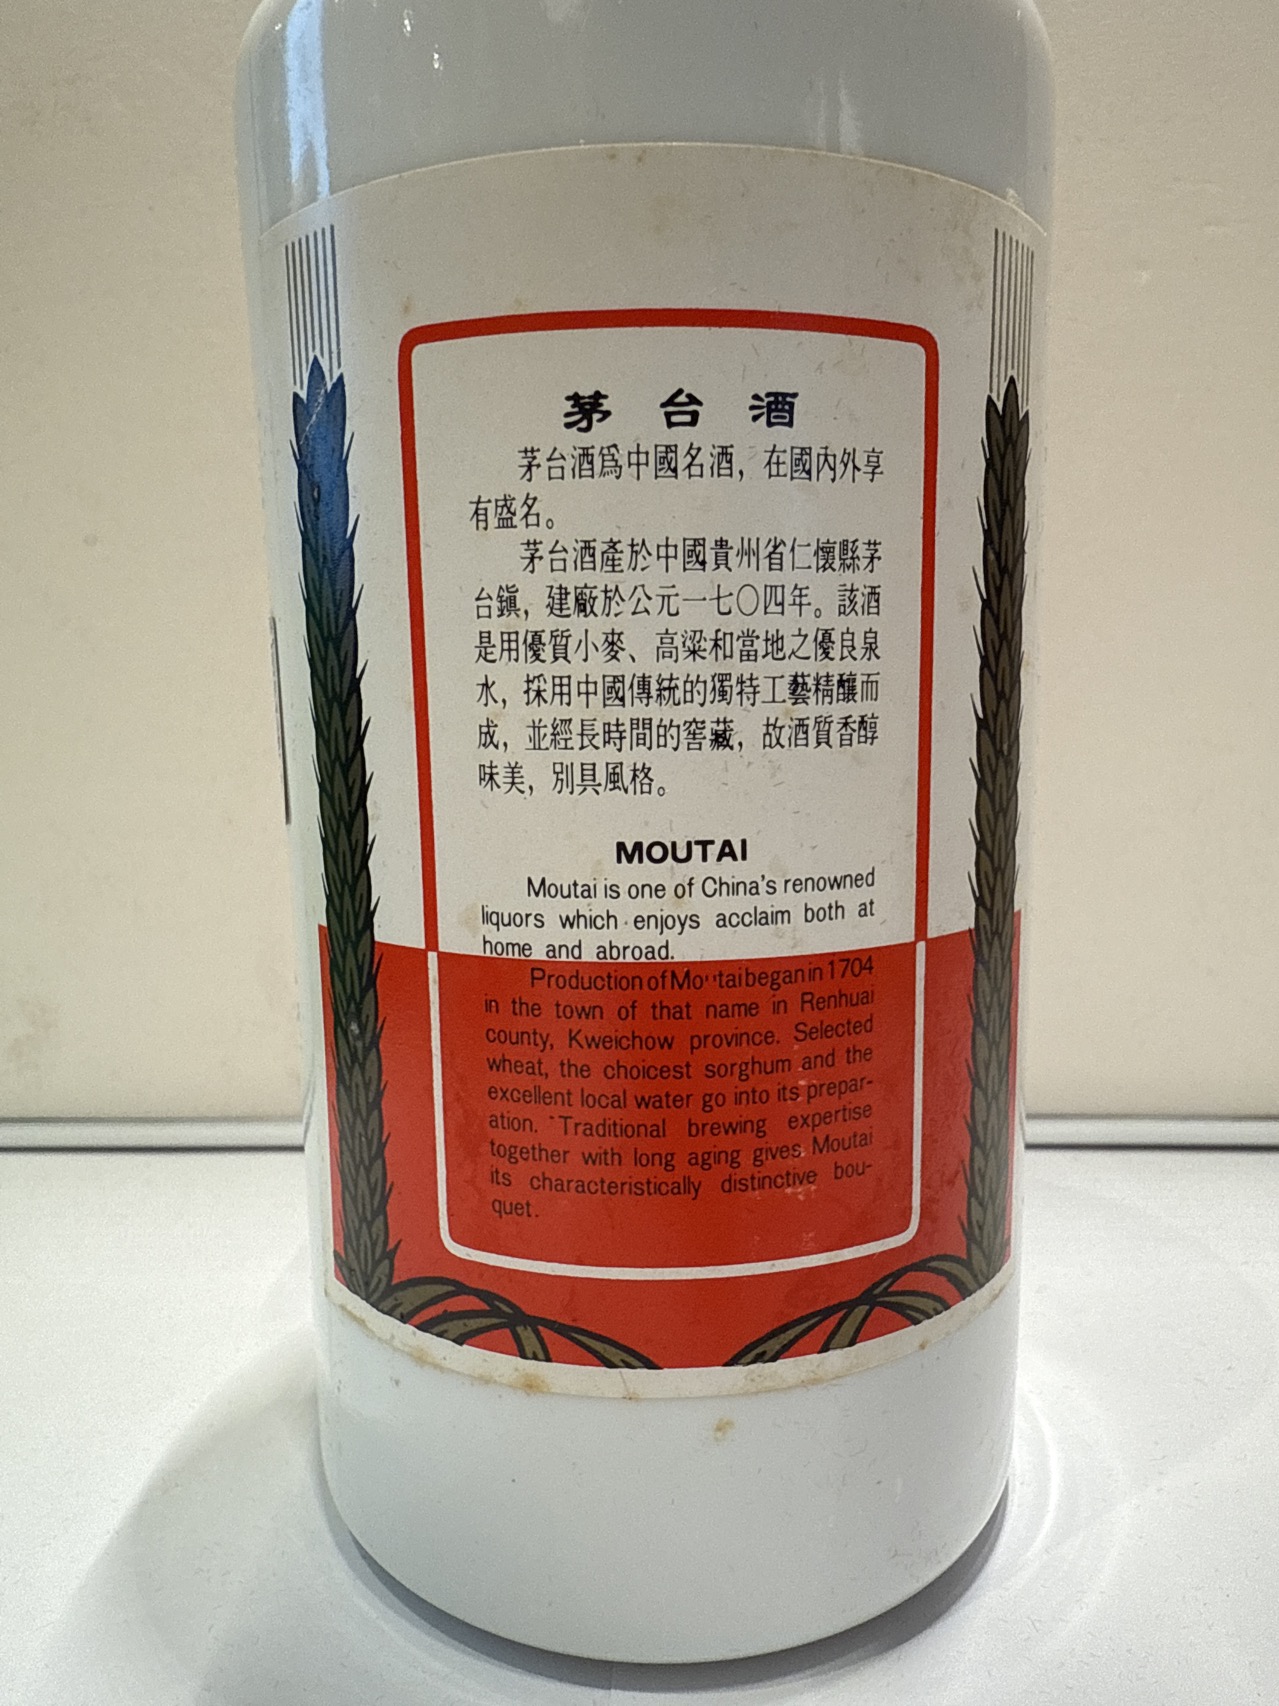 茅台酒
茅台酒爲中國名酒，在國內外享
有盛名。
茅台酒產於中國貴州省仁懷縣茅
台鎭，建廠於公元一七〇四年。該酒
是用優質小麥、高粱和當地之優良泉
水，採用中國傳統的獨特工藝精釀而
成，並經長時間的窖藏，故酒質香醇
味美，別具風格。
MOUTAI
Moutai is one of China's renowned
liquors which enjoys acclaim both at
home and abroad.
Production of Moutai began in 1704
in the town of that name in Renhuai
county, Kweichow province. Selected
wheat, the choicest sorghum and the
excellent local water go into its prepar-
ation. Traditional brewing expertise
together with long aging gives Moutai
its characteristically distinctive bou-
quet.